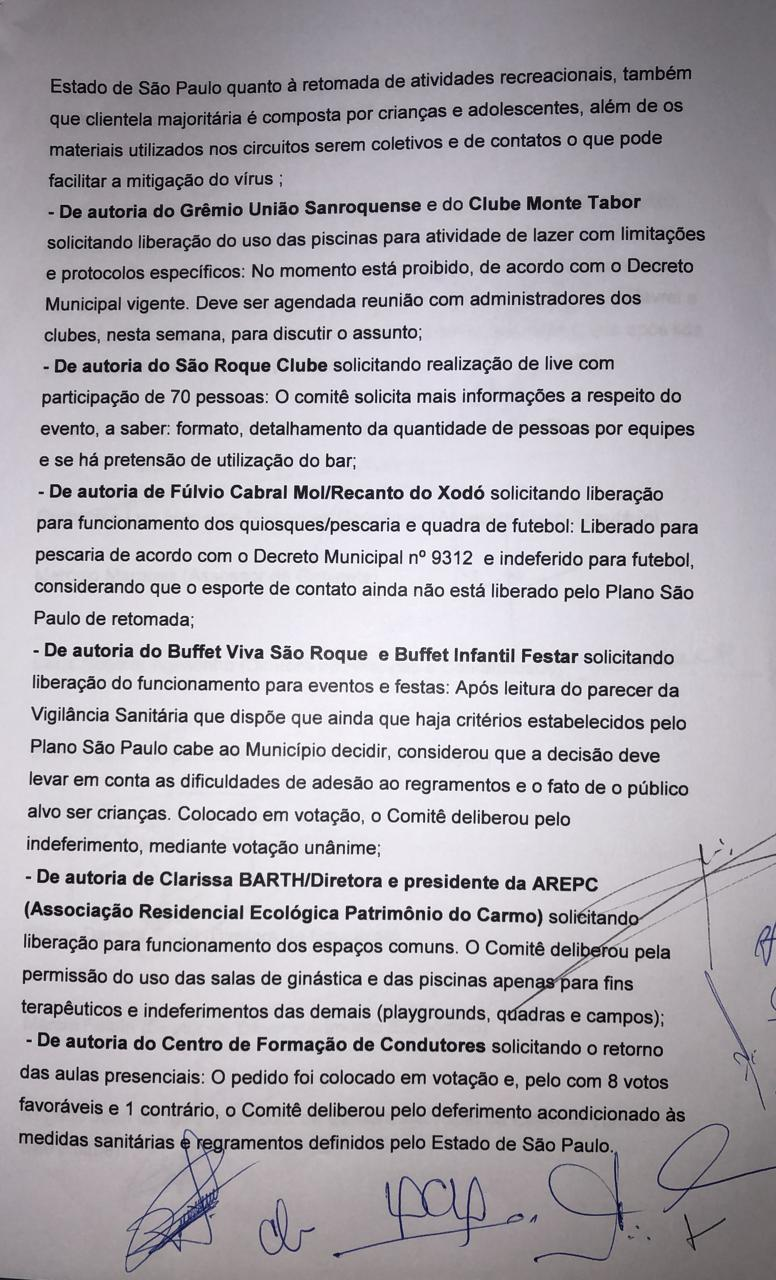 Estado de São Paulo quanto à retomada de atividades recreacionais, também
que clientela majoritária é composta por crianças e adolescentes, além de os
materiais utilizados nos circuitos serem coletivos e de contatos o que pode
facilitar a mitigação do vírus ;
- De autoria do Grêmio União Sanroquense e do Clube Monte Tabor
solicitando liberação do uso das piscinas para atividade de lazer com limitações
e protocolos específicos: No momento está proibido, de acordo com o Decreto
Municipal vigente. Deve ser agendada reunião com administradores dos
clubes, nesta semana, para discutir o assunto;
- De autoria do São Roque Clube solicitando realização de live com
participação de 70 pessoas: O comitê solicita mais informações a respeito do
evento, a saber: formato, detalhamento da quantidade de pessoas por equipes
e se há pretensão de utilização do bar;
- De autoria de Fúlvio Cabral Mol/Recanto do Xodó solicitando liberação
para funcionamento dos quiosques/pescaria e quadra de futebol: Liberado para
pescaria de acordo com o Decreto Municipal nº 9312 e indeferido para futebol,
considerando que o esporte de contato ainda não está liberado pelo Plano São
Paulo de retomada;
- De autoria do Buffet Viva São Roque e Buffet Infantil Festar solicitando
liberação do funcionamento para eventos e festas: Após leitura do parecer da
Vigilância Sanitária que dispõe que ainda que haja critérios estabelecidos pelo
Plano São Paulo cabe ao Município decidir, considerou que a decisão deve
levar em conta as dificuldades de adesão ao regramentos e o fato de o público
alvo ser crianças. Colocado em votação, o Comitê deliberou pelo
indeferimento, mediante votação unânime;
- De autoria de Clarissa BARTH/Diretora e presidente da AREPC
(Associação Residencial Ecológica Patrimônio do Carmo) solicitando
liberação para funcionamento dos espaços comuns. O Comitê deliberou pela
permissão do uso das salas de ginástica e das piscinas apenas para fins
terapêuticos e indeferimentos das demais (playgrounds, quadras e campos);
- De autoria do Centro de Formação de Condutores solicitando o retorno
das aulas presenciais: O pedido foi colocado em votação e, pelo com 8 votos
favoráveis e 1 contrário, o Comitê deliberou pelo deferimento acondicionado às
medidas sanitárias e regramentos definidos pelo Estado de São Paulo.